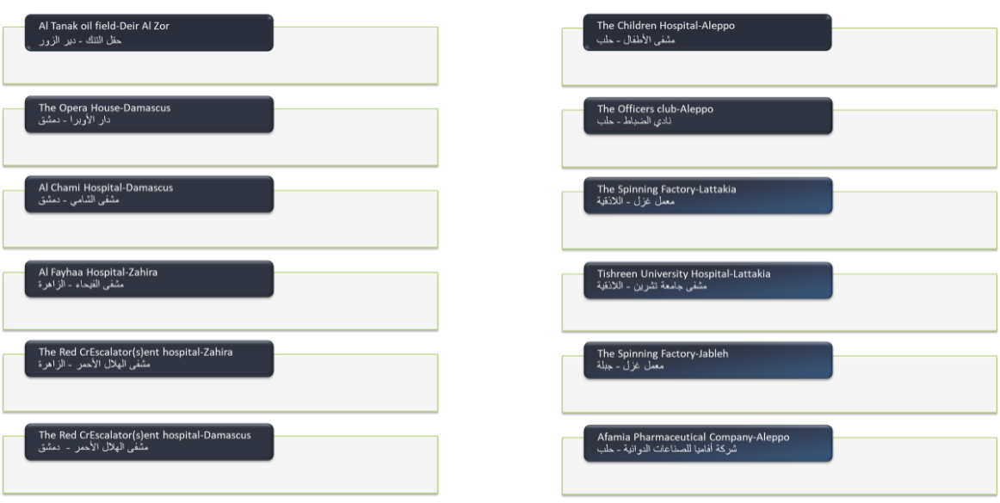 Al Tanak oil field-Deir Al Zor
حقل التنك - دير الزور
The Opera House-Damascus
دار الأوبرا - دمشق
Al Chami Hospital-Damascus
مشفى الشامي - دمشق
Al Fayhaa Hospital-Zahira
مشفى الفيحاء - الزاهرة
The Red CrEscalator(s)ent hospital-Zahira
مشفى الهلال الأحمر - الزاهرة
The Red CrEscalator(s)ent hospital-Damascus
مشفى الهلال الأحمر - دمشق
The Children Hospital-Aleppo
مشفى الأطفال - حلب
The Officers club-Aleppo
نادي الضباط - حلب
The Spinning Factory-Lattakia
معمل غزل - اللاذقية
Tishreen University Hospital-Lattakia
مشفى جامعة تشرين - اللاذقية
The Spinning Factory-Jableh
معمل غزل - جبلة
Afamia Pharmaceutical Company-Aleppo
شركة أفاميا للصناعات الدوائية - حلب